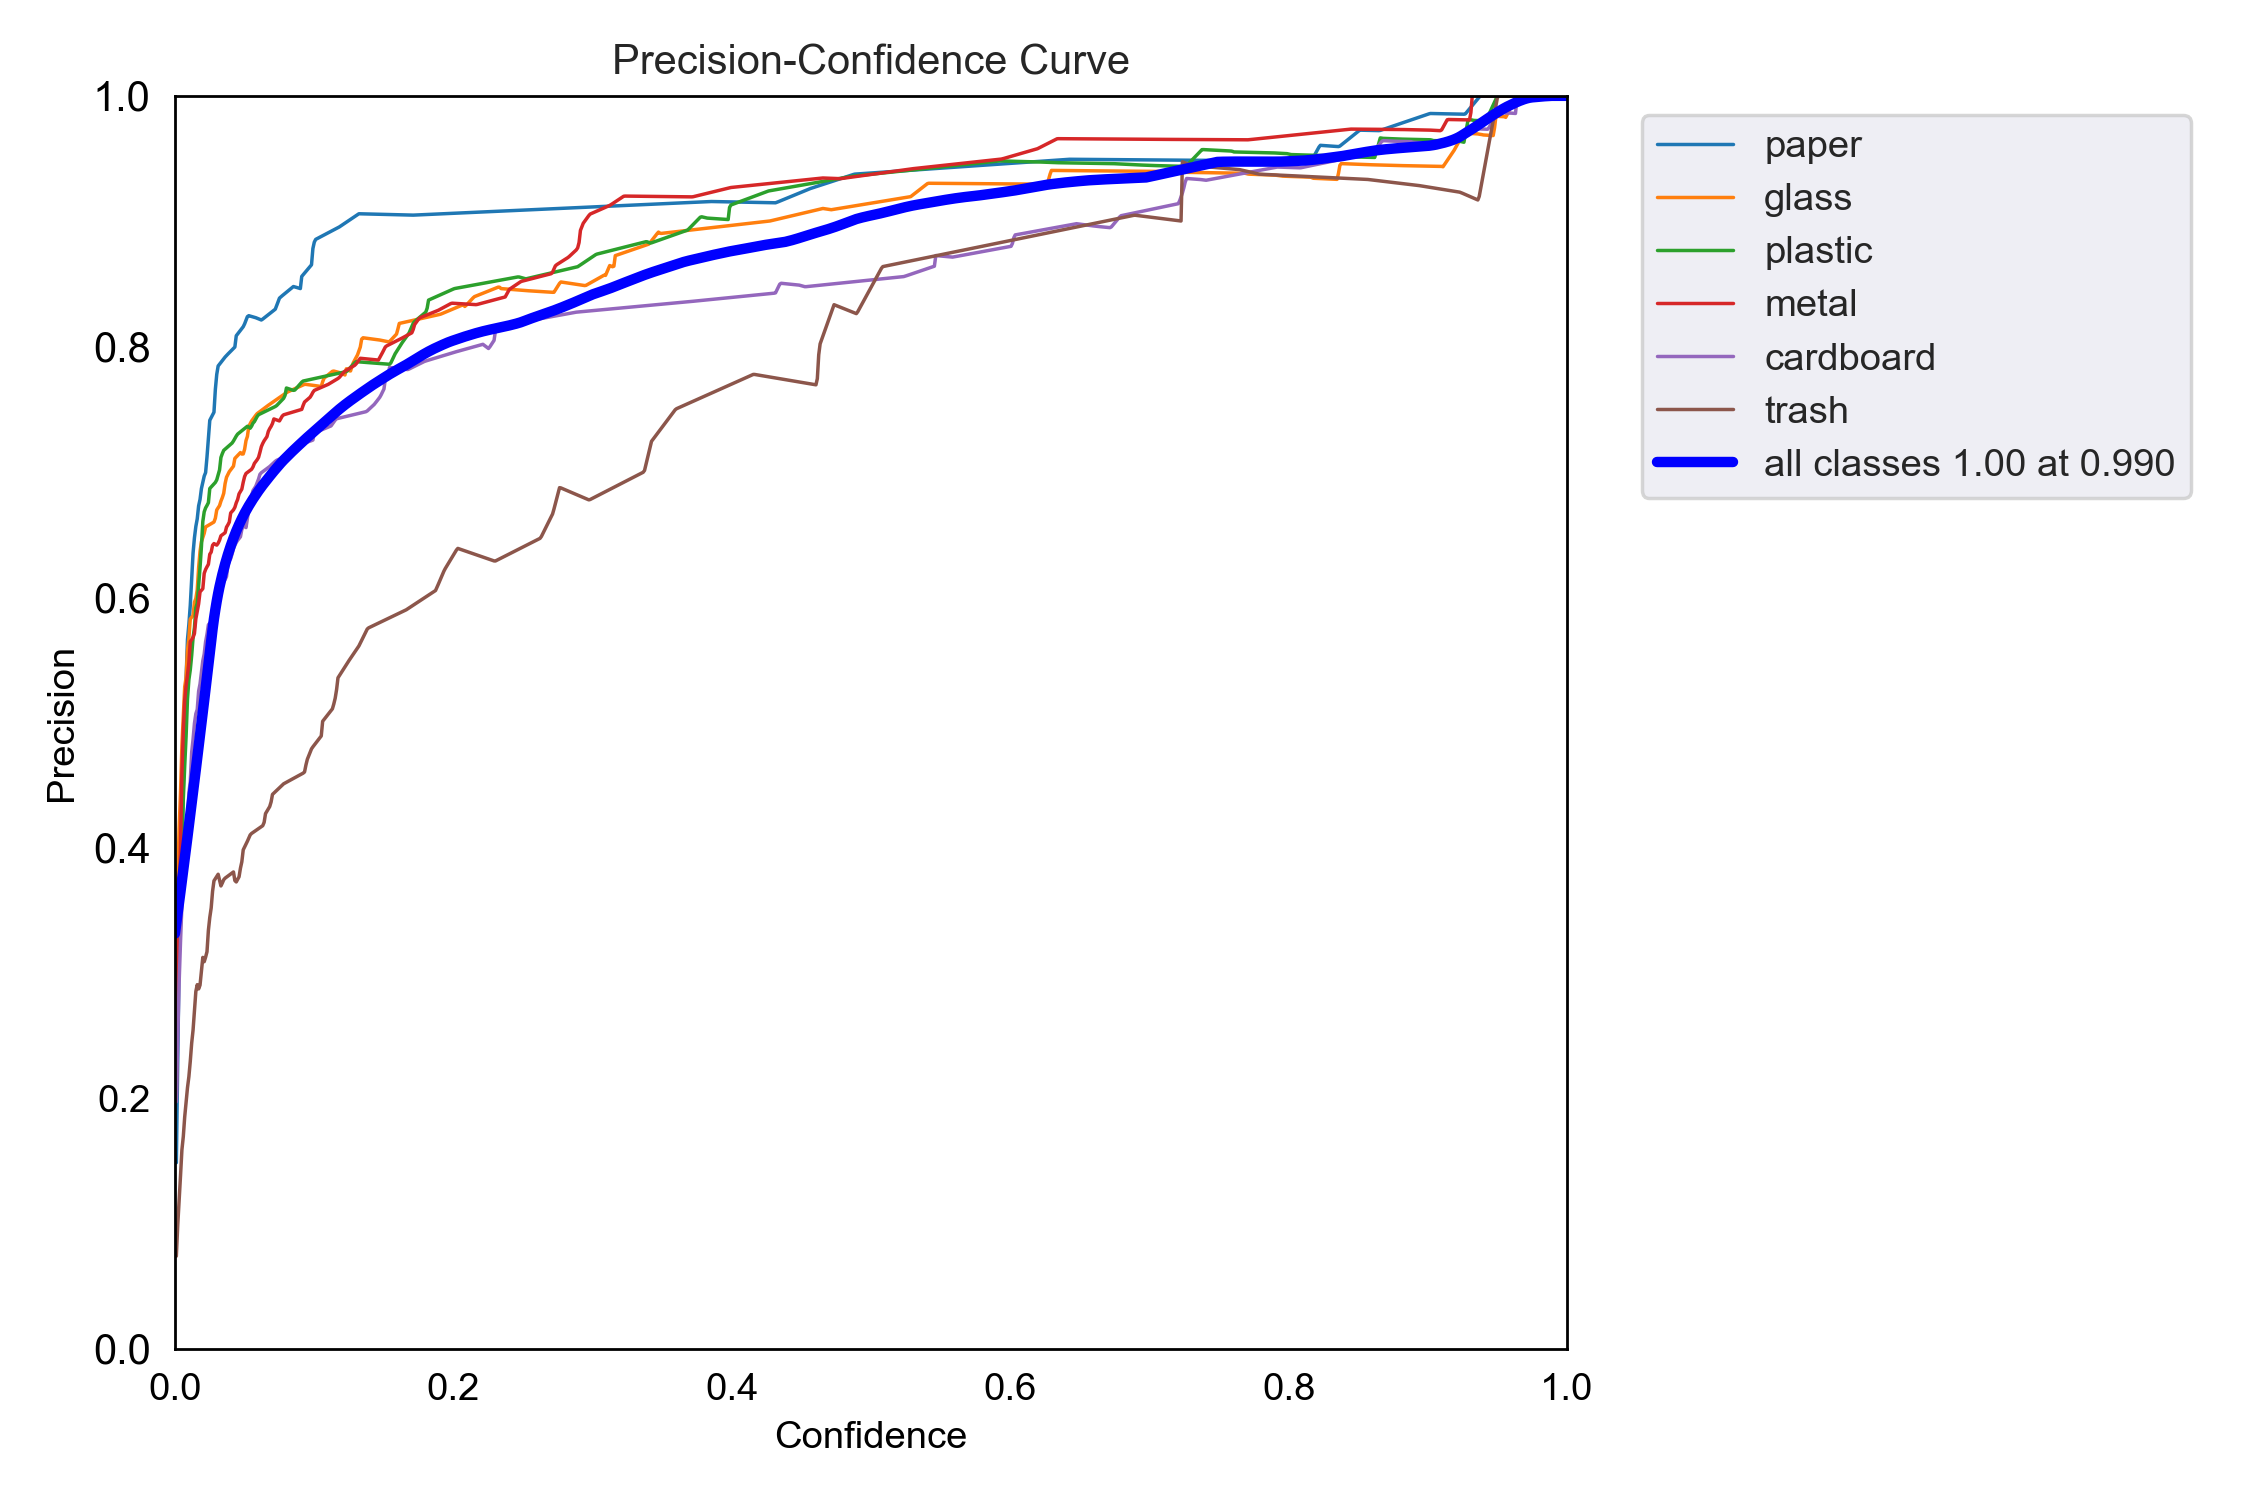 Precision-Confidence Curve
1.0
0.8
0.6
0.4
0.2
0.0
Precision
0.0 0.2 0.4 0.6 0.8 1.0
Confidence
paper
glass
plastic
metal
cardboard
trash
all classes 1.00 at 0.990